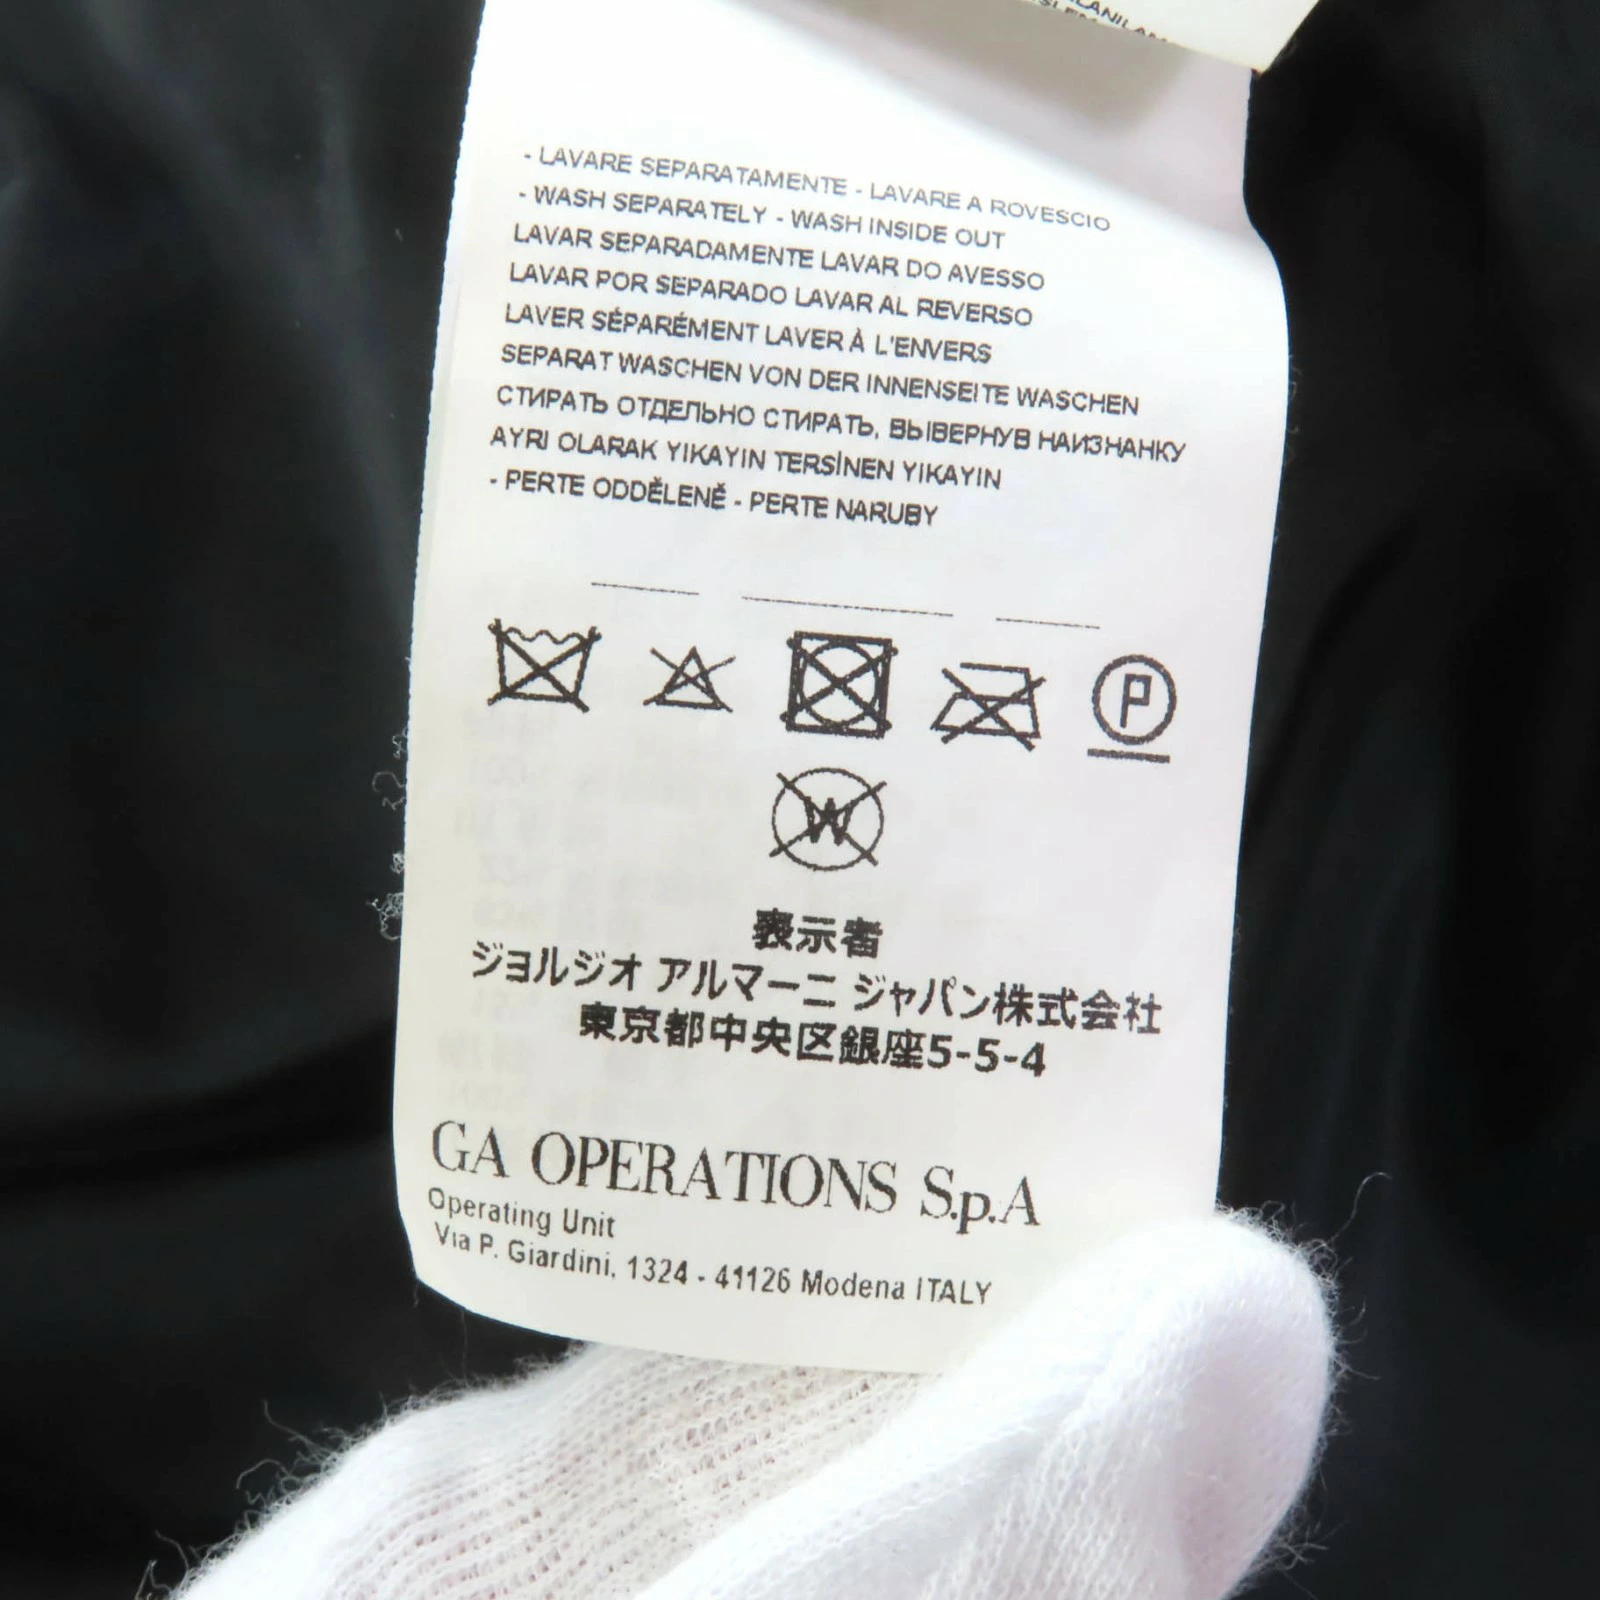 - LAVARE SEPARATAMENTE - LAVARE A ROVESCIO
- WASH SEPARATELY - WASH INSIDE OUT
LAVAR SEPARADAMENTE LAVAR DO AVESSO
LAVAR POR SEPARADO LAVAR AL REVERSO
LAVER SÉPARÉMENT LAVER À L'ENVERS
SEPARAT WASCHEN VON DER INNENSEITE WASCHEN
СТИРАТЬ ОТДЕЛЬНО СТИРАТЬ, ВЫВЕРНУВ НАИЗНАНКУ
AYRI OLARAK YIKAYIN TERSİNEN YIKAYIN
- PERTE ODDĚLENĚ - PERTE NARUBY
P
W
表示者
ジョルジオ アルマーニ ジャパン株式会社
東京都中央区銀座5-5-4
GA OPERATIONS S.p.A
Operating Unit
Via P. Giardini, 1324 - 41126 Modena ITALY